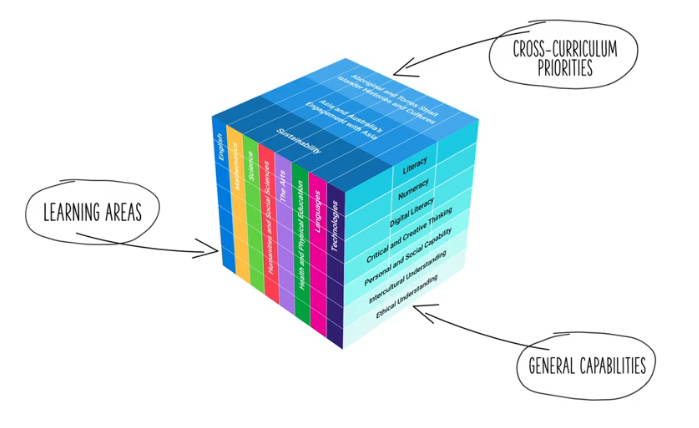 CROSS-CURRICULUM
PRIORITIES
Aboriginal and Torres Strait
Islander Histories and Cultures
Asia and Australia's
Engagement with Asia
Sustainability
LEARNING AREAS
English
Mathematics
Science
Humanities and Social Sciences
The Arts
Health and Physical Education
Languages
Technologies
Literacy
Numeracy
Digital Literacy
Critical and Creative Thinking
Personal and Social Capability
Intercultural Understanding
Ethical Understanding
GENERAL CAPABILITIES